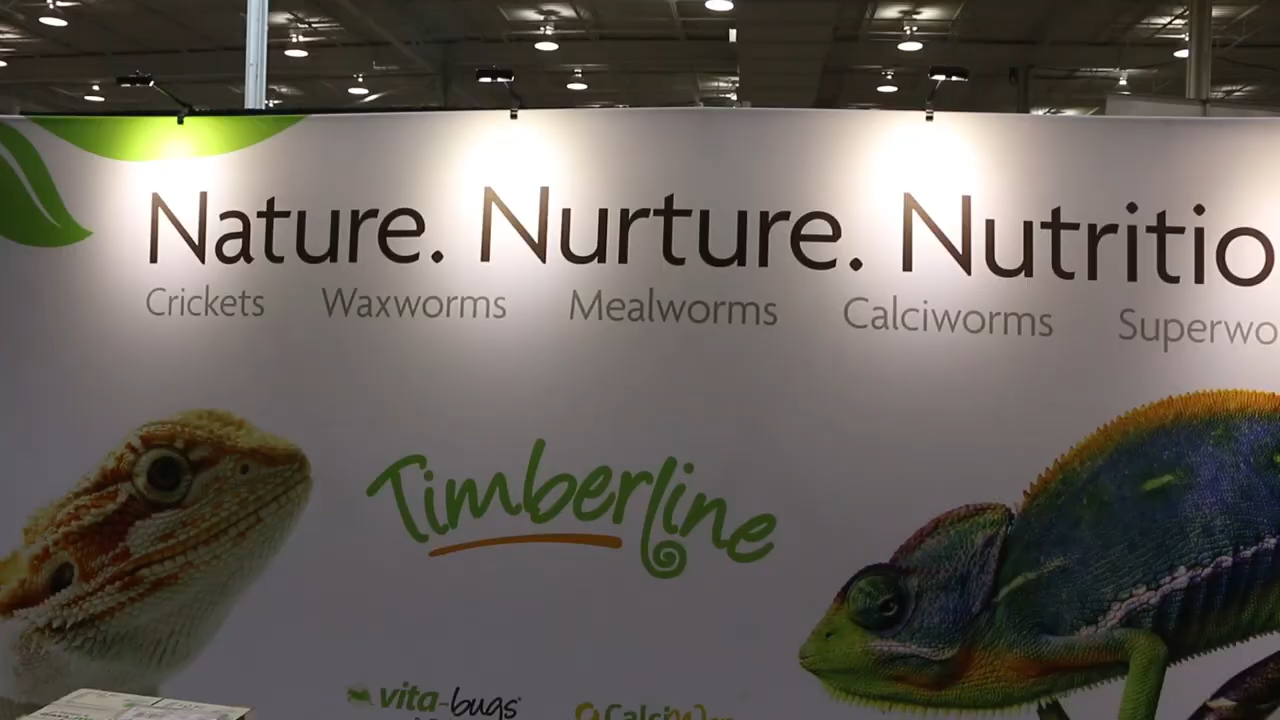 Nature. Nurture. Nutritio
Crickets Waxworms Mealworms Calciworms Superwo
Timberline
vita-bugs